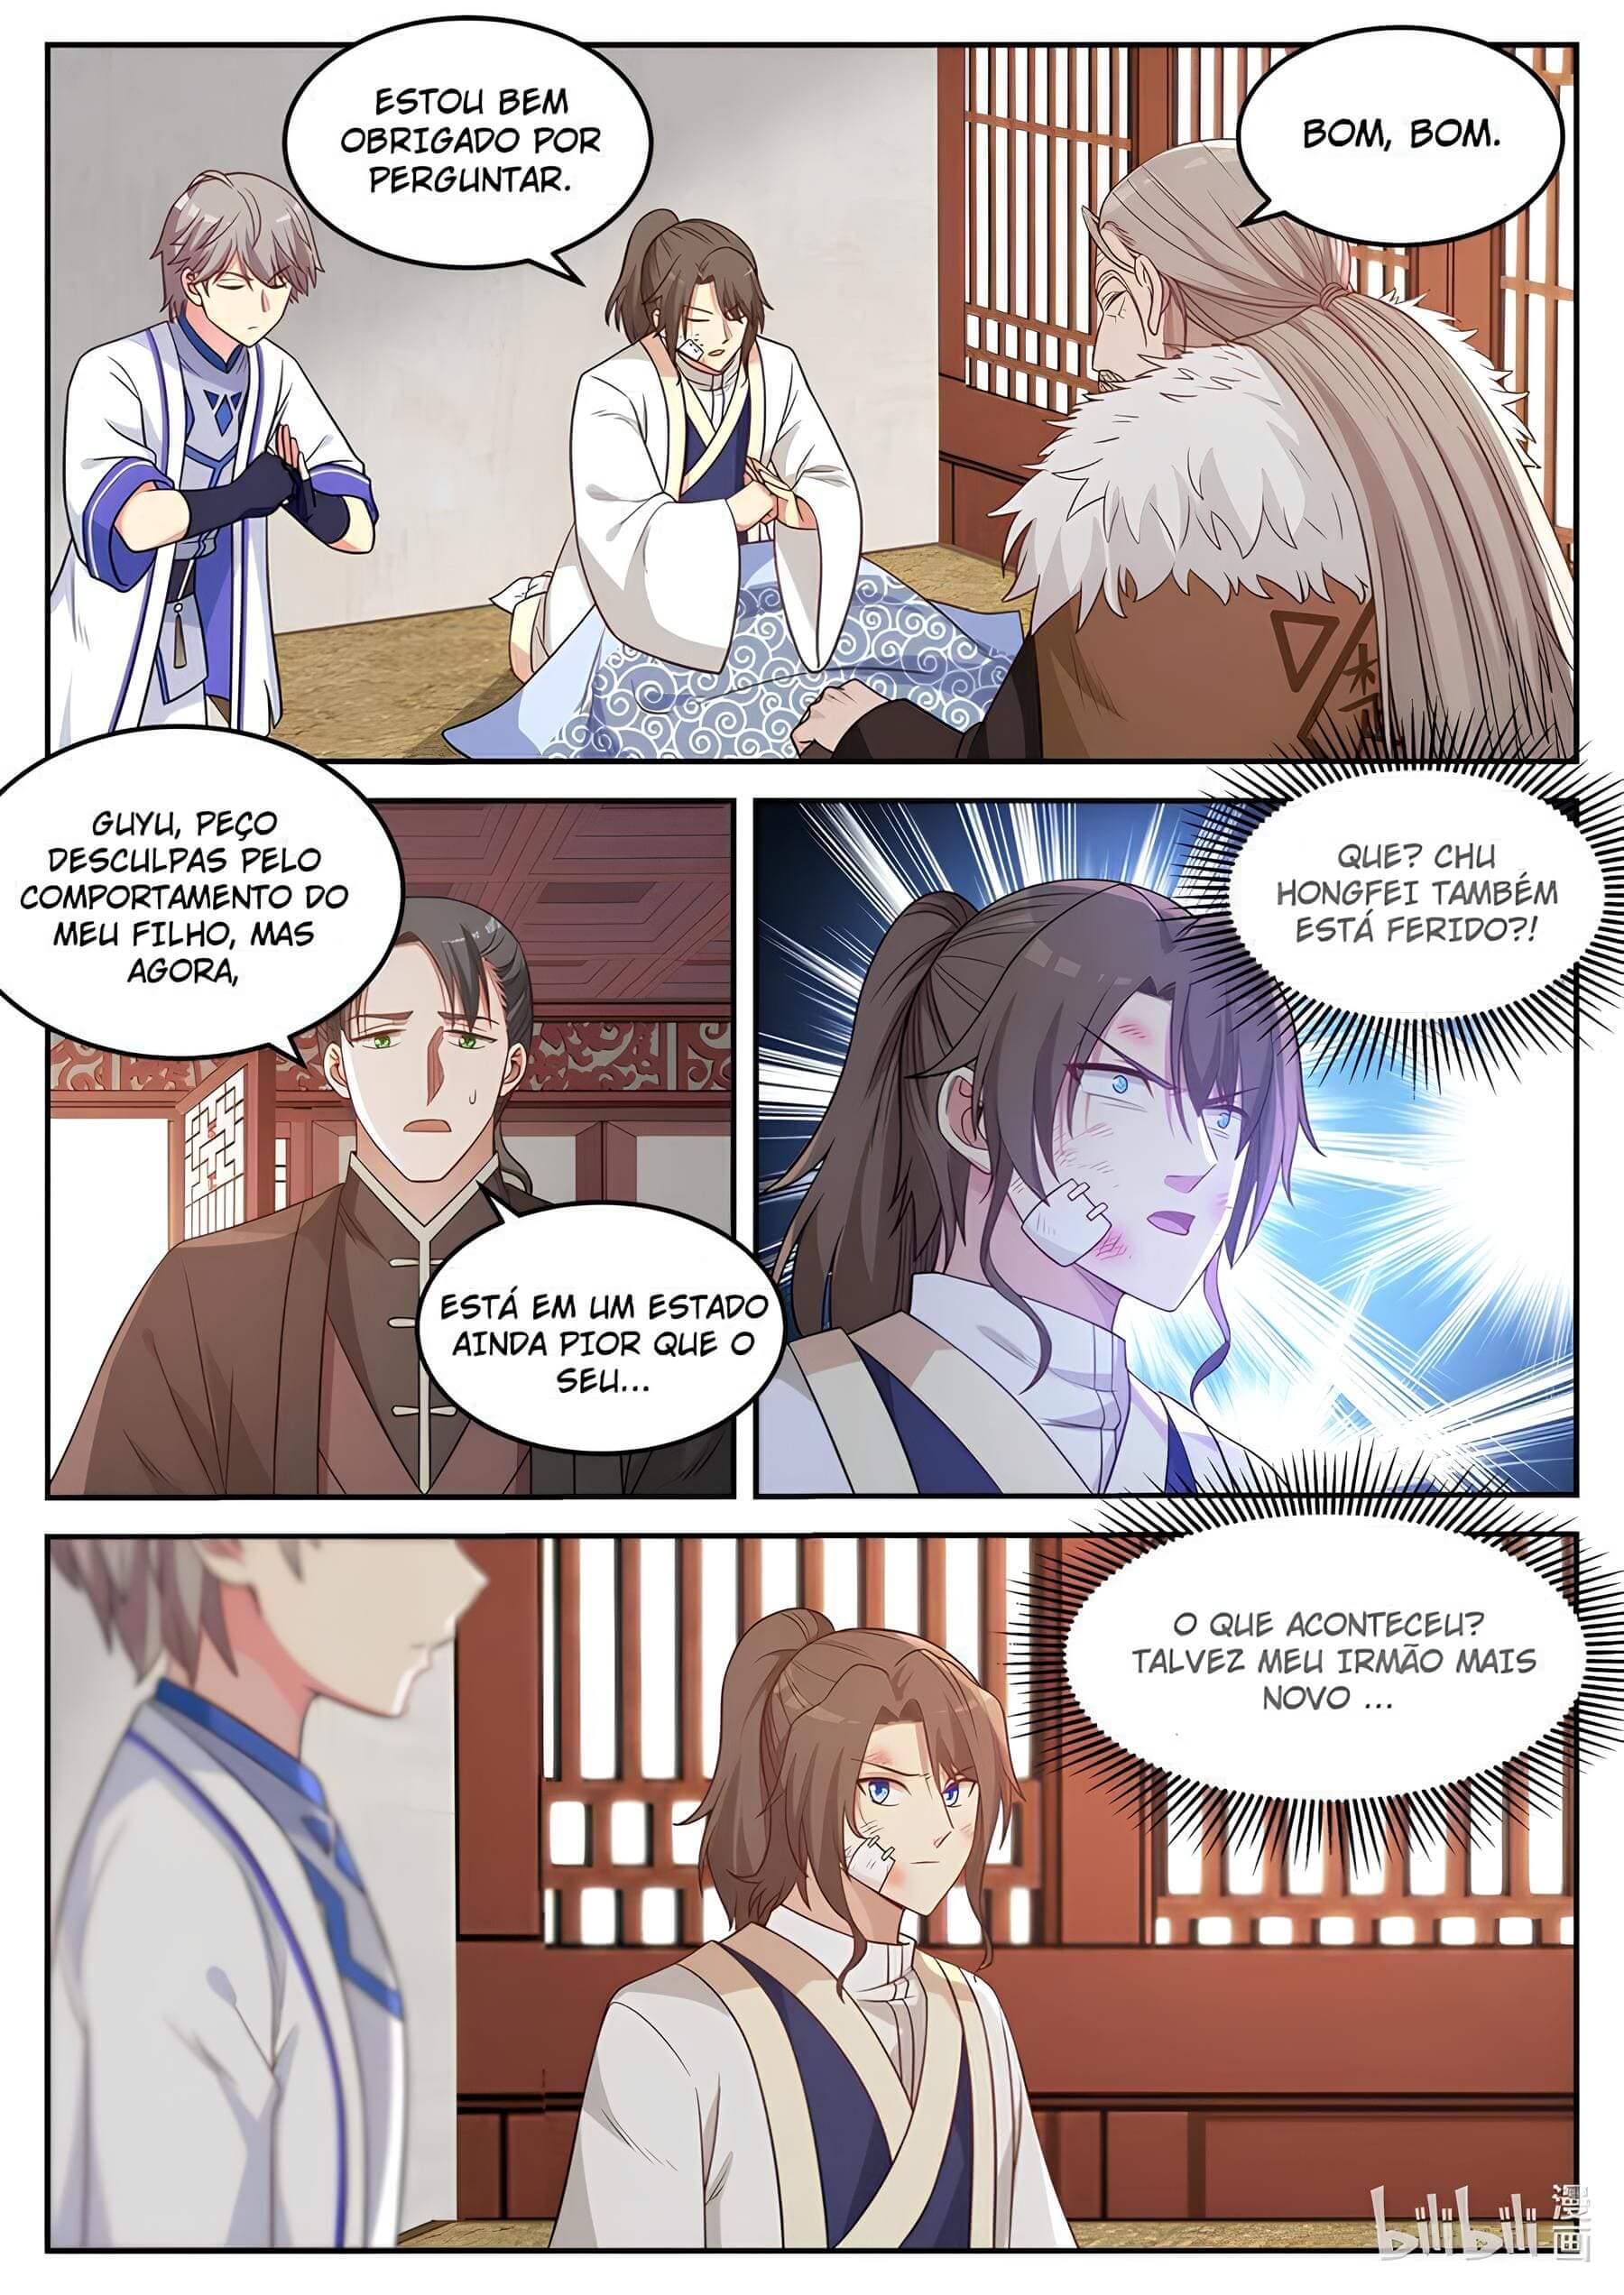 ESTOU BEM
OBRIGADO POR
PERGUNTAR.
BOM, BOM.
GUYU, PEÇO
DESCULPAS PELO
COMPORTAMENTO DO
MEU FILHO, MAS
AGORA,
ESTÁ EM UM ESTADO
AINDA PIOR QUE O
SEU...
QUE? CHU
HONGFEI TAMBÉM
ESTÁ FERIDO?!
O QUE ACONTECEU?
TALVEZ MEU IRMÃO MAIS
NOVO ...
bilibili 漫画